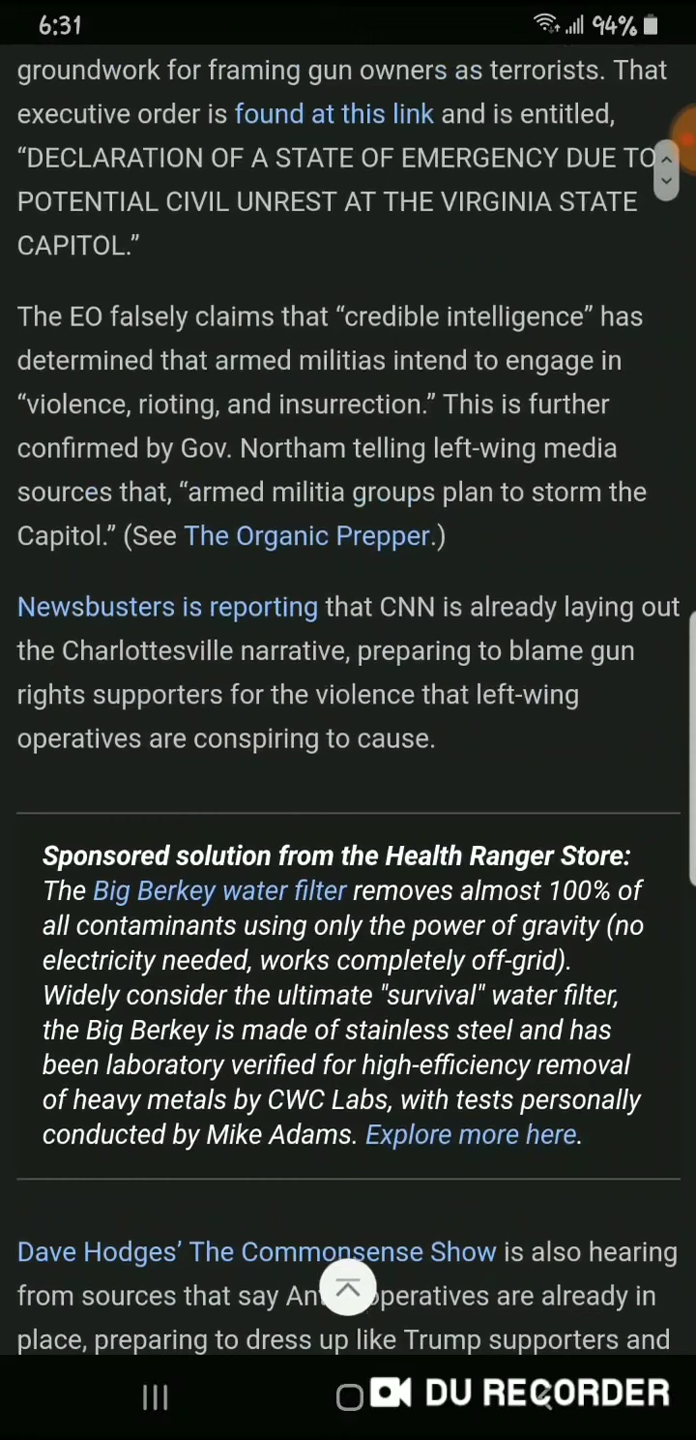 6:31
94%
groundwork for framing gun owners as terrorists. That
executive order is found at this link and is entitled,
“DECLARATION OF A STATE OF EMERGENCY DUE TO
POTENTIAL CIVIL UNREST AT THE VIRGINIA STATE
CAPITOL.”
The EO falsely claims that “credible intelligence” has
determined that armed militias intend to engage in
“violence, rioting, and insurrection.” This is further
confirmed by Gov. Northam telling left-wing media
sources that, “armed militia groups plan to storm the
Capitol.” (See The Organic Prepper.)
Newsbusters is reporting that CNN is already laying out
the Charlottesville narrative, preparing to blame gun
rights supporters for the violence that left-wing
operatives are conspiring to cause.
Sponsored solution from the Health Ranger Store:
The Big Berkey water filter removes almost 100% of
all contaminants using only the power of gravity (no
electricity needed, works completely off-grid).
Widely consider the ultimate "survival" water filter,
the Big Berkey is made of stainless steel and has
been laboratory verified for high-efficiency removal
of heavy metals by CWC Labs, with tests personally
conducted by Mike Adams. Explore more here.
Dave Hodges’ The Commonsense Show is also hearing
from sources that say operatives are already in
place, preparing to dress up like Trump supporters and
DU RECORDER